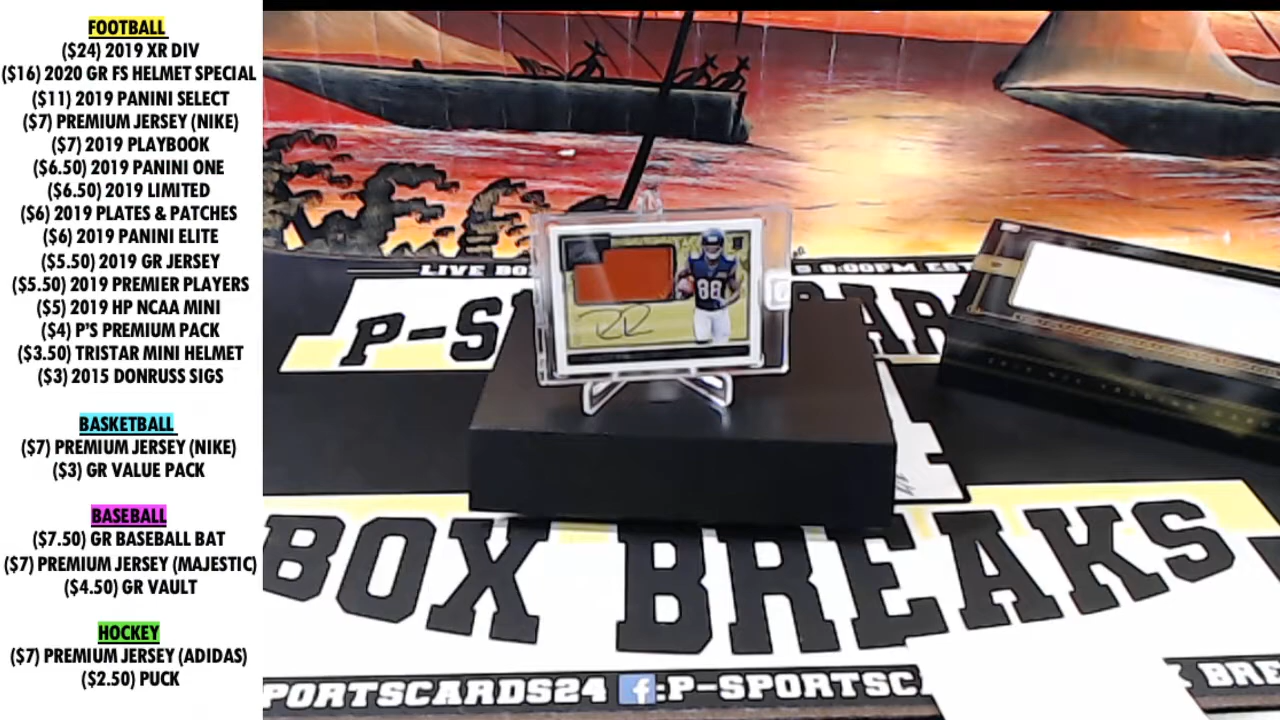 FOOTBALL
($24) 2019 XR DIV
($16) 2020 GR FS HELMET SPECIAL
($11) 2019 PANINI SELECT
($7) PREMIUM JERSEY (NIKE)
($7) 2019 PLAYBOOK
($6.50) 2019 PANINI ONE
($6.50) 2019 LIMITED
($6) 2019 PLATES & PATCHES
($6) 2019 PANINI ELITE
($5.50) 2019 GR JERSEY
($5.50) 2019 PREMIER PLAYERS
($5) 2019 HP NCAA MINI
($4) P'S PREMIUM PACK
($3.50) TRISTAR MINI HELMET
($3) 2015 DONRUSS SIGS
BASKETBALL
($7) PREMIUM JERSEY (NIKE)
($3) GR VALUE PACK
BASEBALL
($7.50) GR BASEBALL BAT
($7) PREMIUM JERSEY (MAJESTIC)
($4.50) GR VAULT
HOCKEY
($7) PREMIUM JERSEY (ADIDAS)
($2.50) PUCK
LIVE BO 8:00PM EST
P-S ARD
88
BOX BREAKS
PORTSCARDS24 f:P-SPORTSC BRE